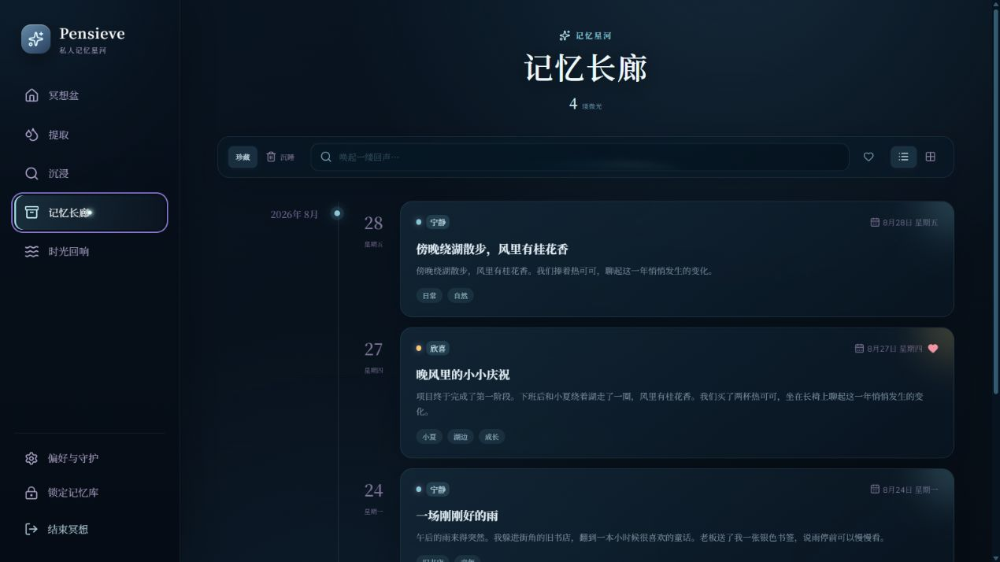 Pensieve
私人记忆星河
冥想盆
提取
沉浸
记忆长廊
时光回响
偏好与守护
锁定记忆库
结束冥想
记忆星河
记忆长廊
4 缕微光
珍藏
沉睡
唤起一缕回声…
2026年 8月
28
星期五
宁静
8月28日 星期五
傍晚绕湖散步，风里有桂花香
傍晚绕湖散步，风里有桂花香。我们捧着热可可，聊起这一年悄悄发生的变化。
日常
自然
27
星期四
欣喜
8月27日 星期四
晚风里的小小庆祝
项目终于完成了第一阶段。下班后和小夏绕着湖走了一圈，风里有桂花香。我们买了两杯热可可，坐在长椅上聊起这一年悄悄发生的变
化。
小夏
湖边
成长
24
星期一
宁静
8月24日 星期一
一场刚刚好的雨
午后的雨来得突然。我躲进街角的旧书店，翻到一本小时候很喜欢的童话。老板送了我一张银色书签，说雨停前可以慢慢看。